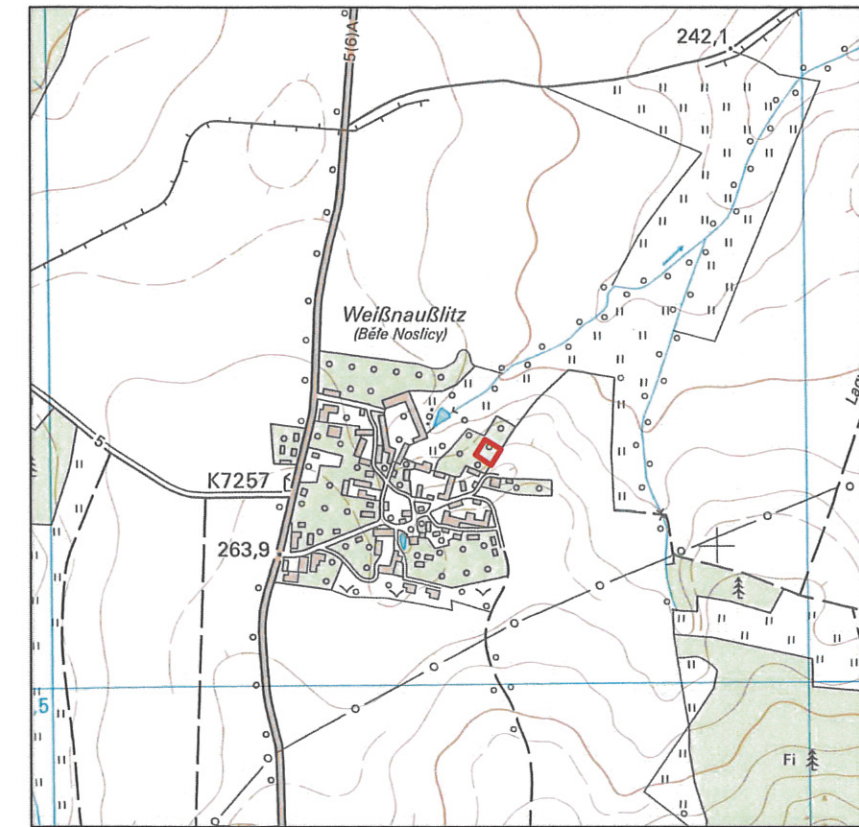 242,1
5(6)A
Weißnaußlitz
(Běłe Noslicy)
5
K7257
263,9
,5
Fi